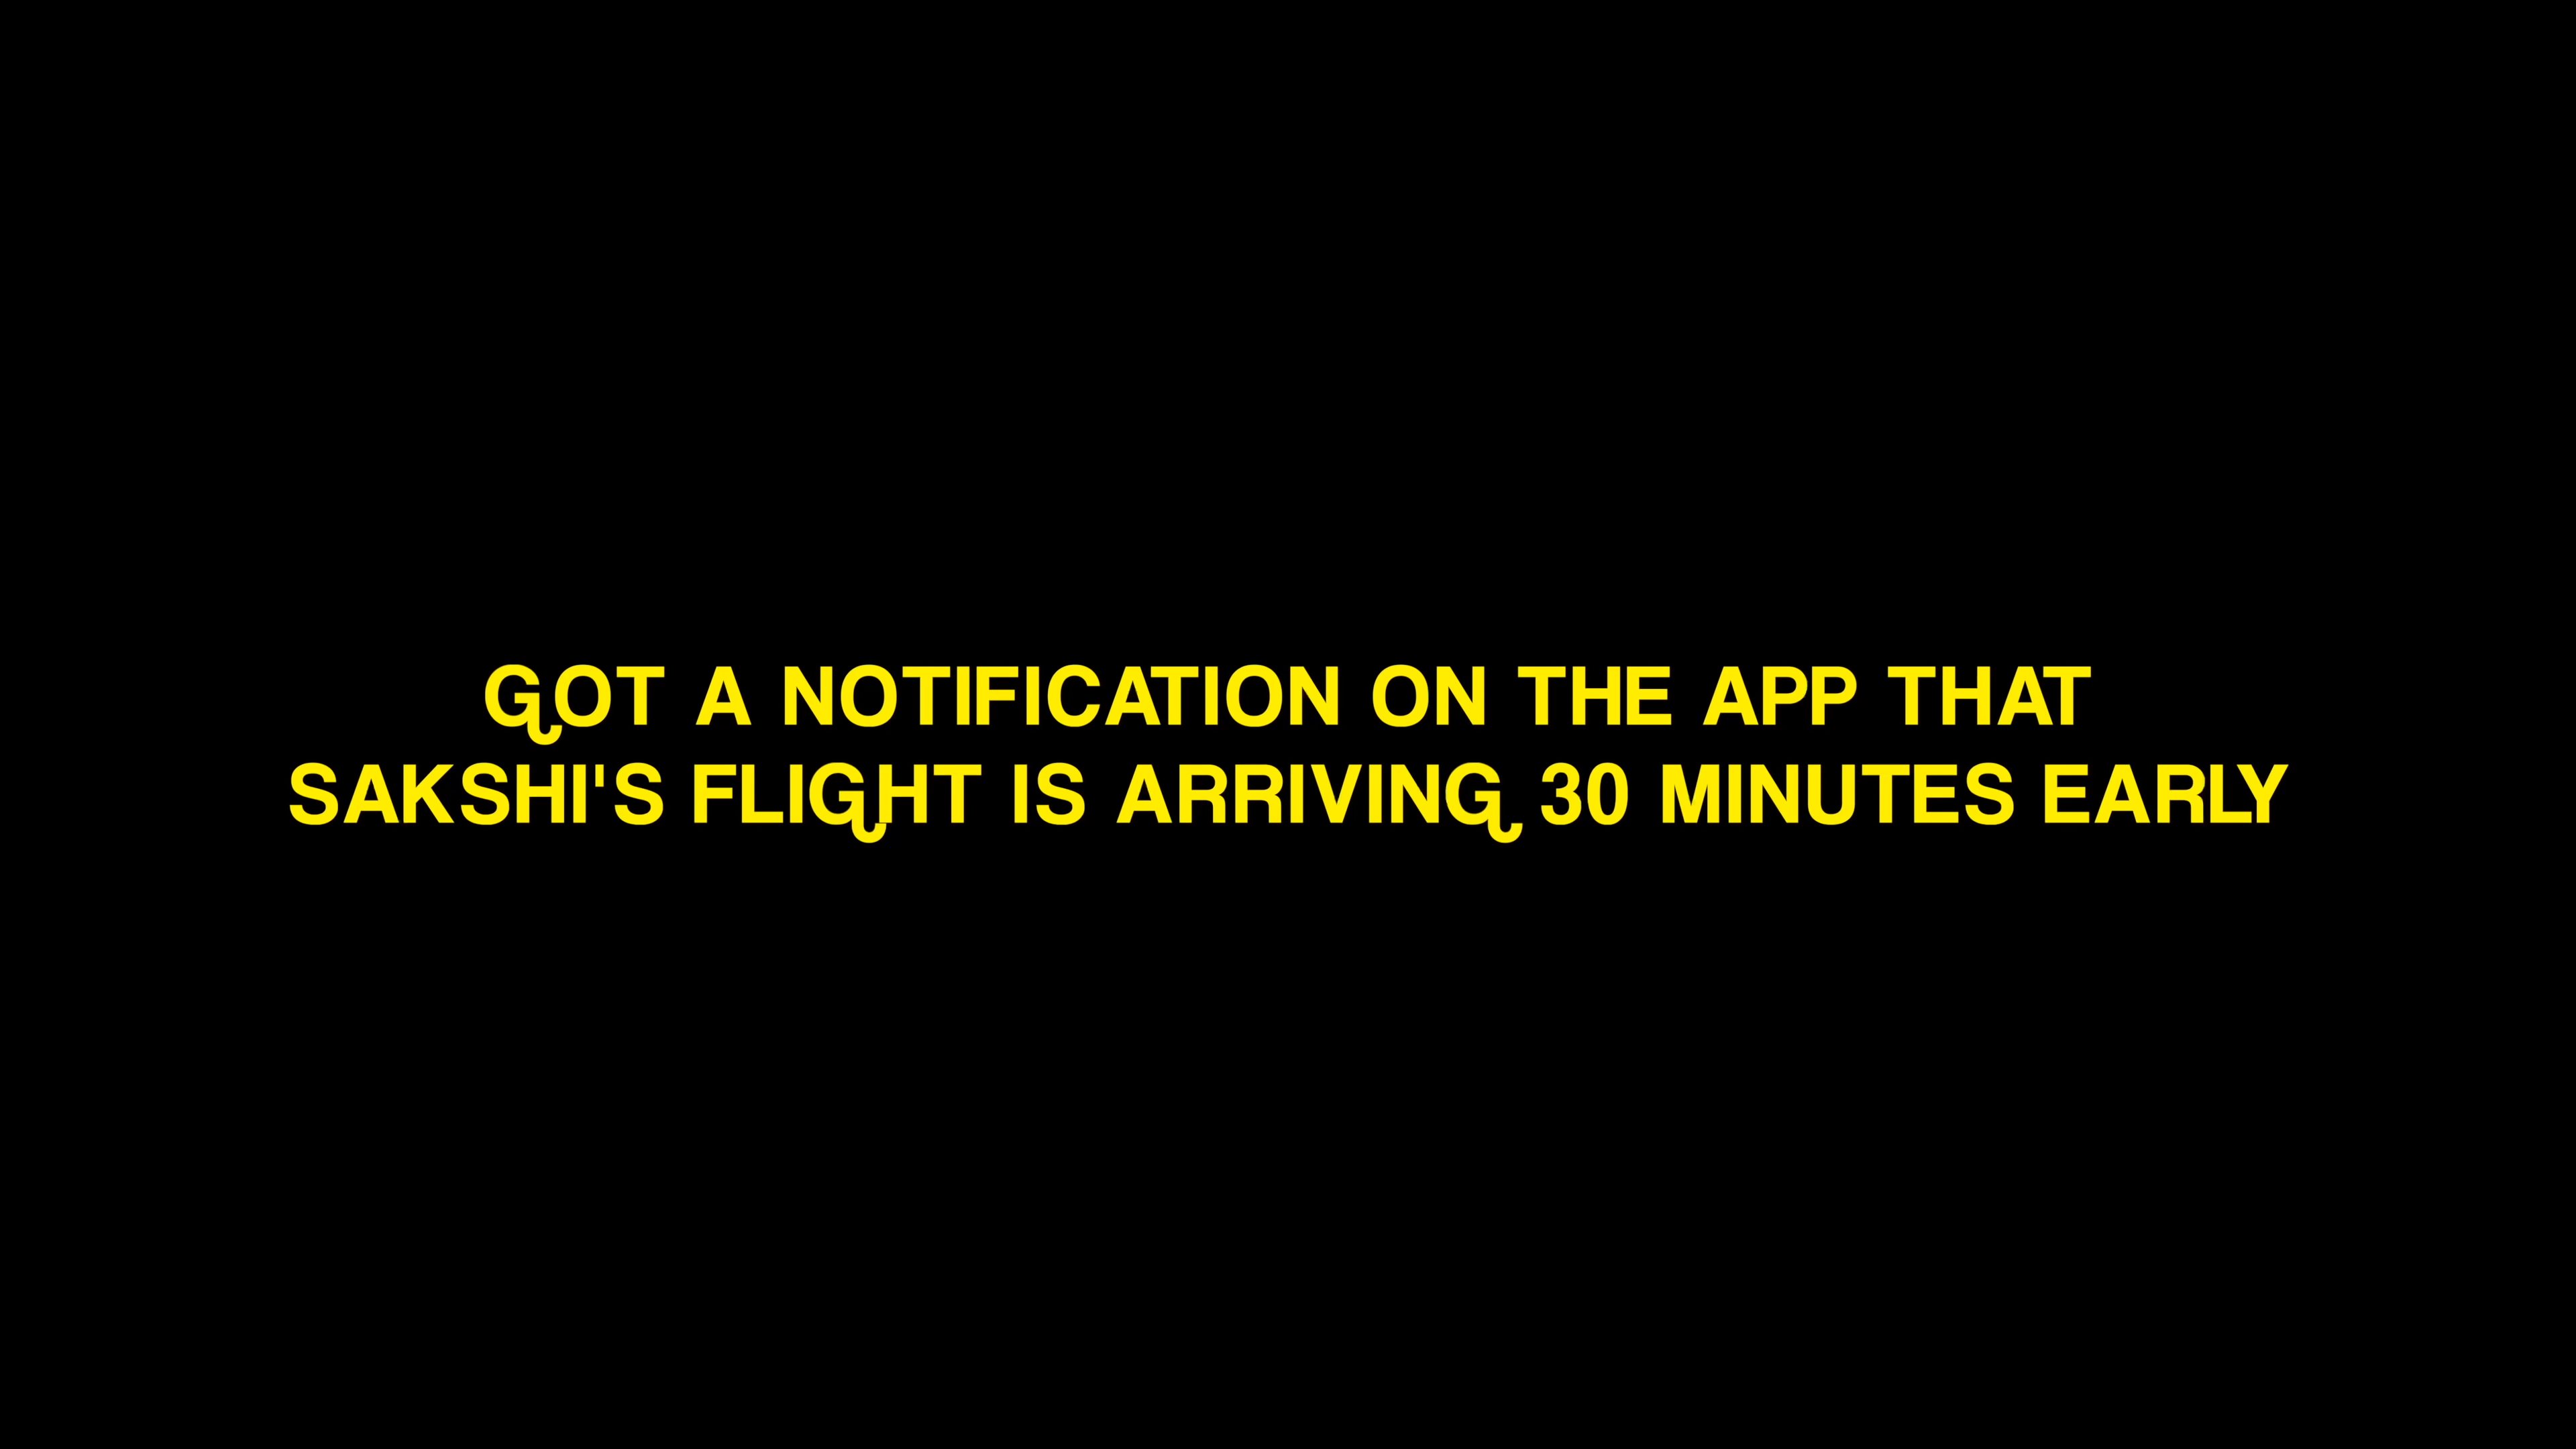 GOT A NOTIFICATION ON THE APP THAT
SAKSHI'S FLIGHT IS ARRIVING 30 MINUTES EARLY